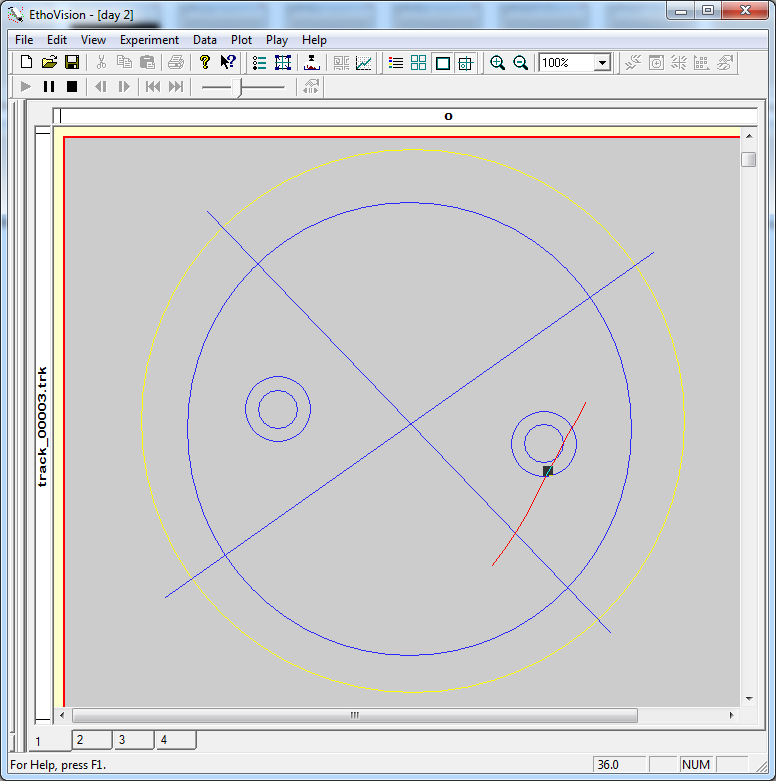 EthoVision - [day 2]
File Edit View Experiment Data Plot Play Help
100%
o
track_00003.trk
1 2 3 4
For Help, press F1. 36.0 NUM